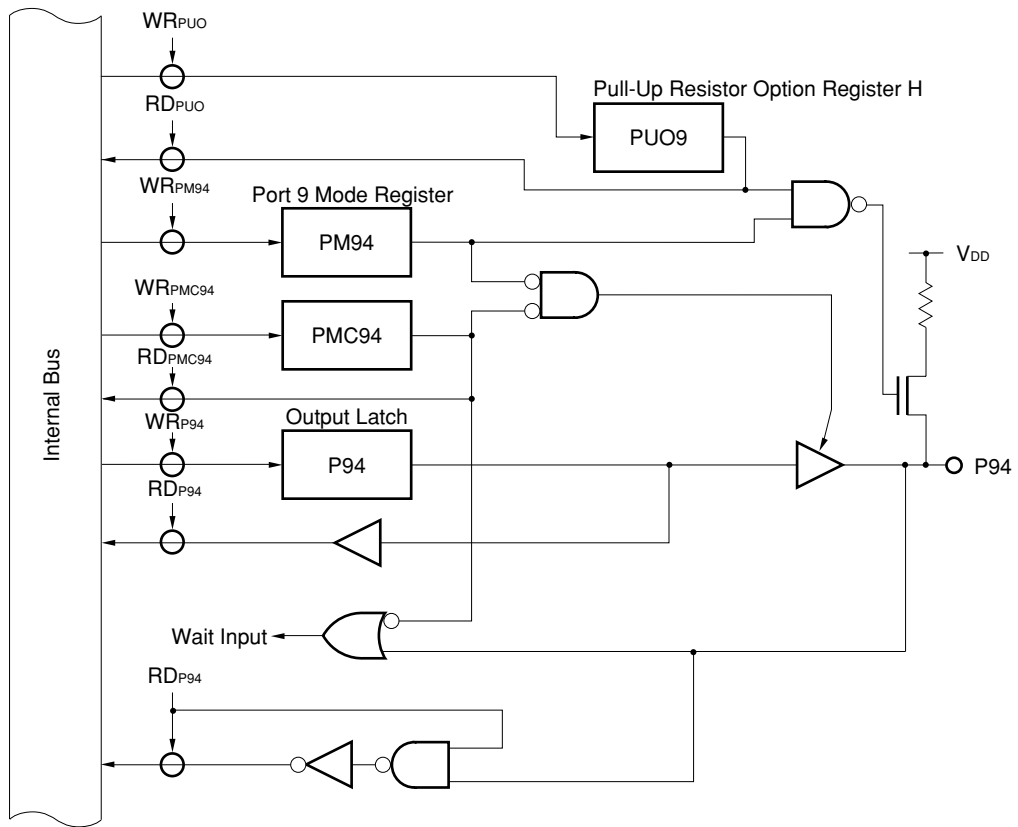 WRPUO
RDPUO
Pull-Up Resistor Option Register H
PUO9
WRPM94
Port 9 Mode Register
PM94
VDD
WRPMC94
PMC94
RDPMC94
Internal Bus
WRP94
Output Latch
P94
P94
RDP94
Wait Input
RDP94